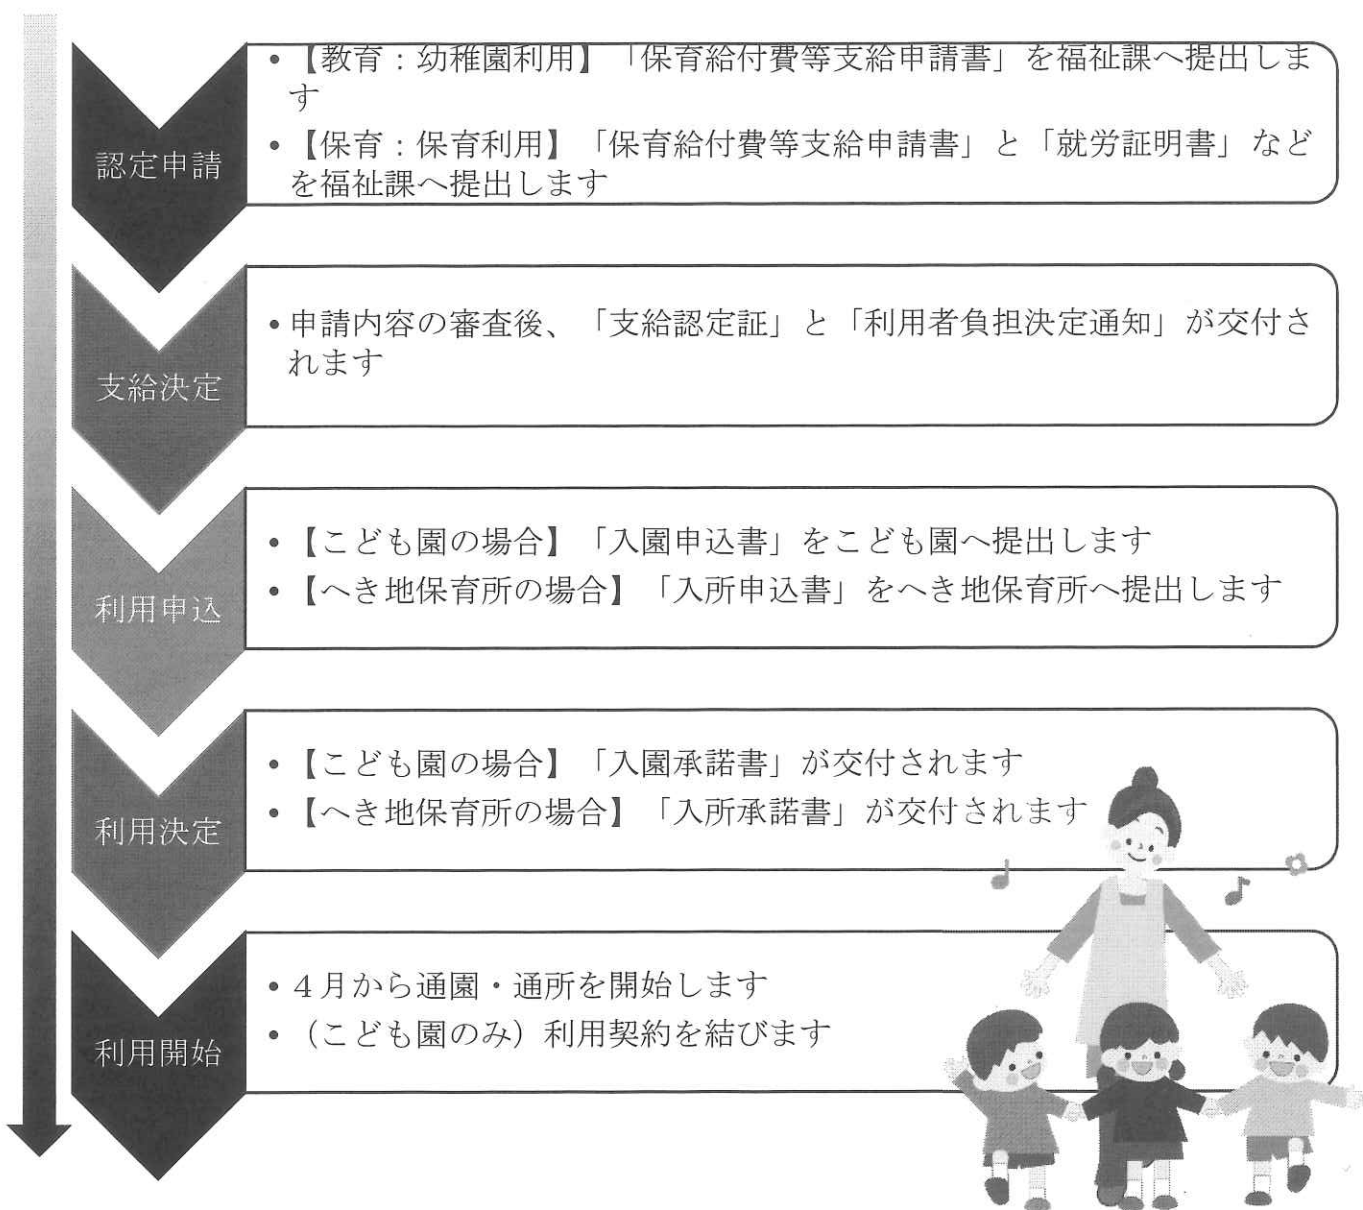 認定申請
•【教育：幼稚園利用】「保育給付費等支給申請書」を福祉課へ提出しま
す
•【保育：保育利用】「保育給付費等支給申請書」と「就労証明書」など
を福祉課へ提出します
支給決定
•申請内容の審査後、「支給認定証」と「利用者負担決定通知」が交付さ
れます
利用申込
•【こども園の場合】「入園申込書」をこども園へ提出します
•【へき地保育所の場合】「入所申込書」をへき地保育所へ提出します
利用決定
•【こども園の場合】「入園承諾書」が交付されます
•【へき地保育所の場合】「入所承諾書」が交付されます
利用開始
•４月から通園・通所を開始します
•（こども園のみ）利用契約を結びます